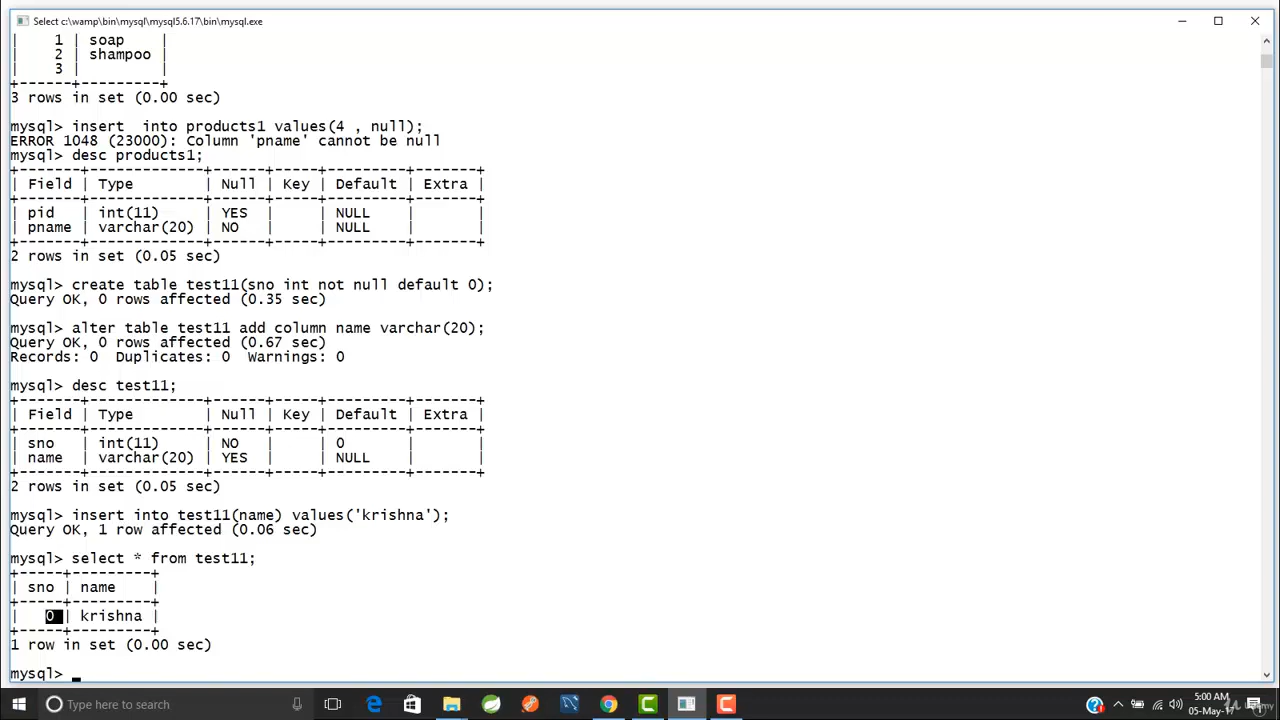 Select c:\wamp\bin\mysql\mysql5.6.17\bin\mysql.exe
|    1 | soap    |
|    2 | shampoo |
|    3 |         |
+------+---------+
3 rows in set (0.00 sec)
mysql> insert  into products1 values(4 , null);
ERROR 1048 (23000): Column 'pname' cannot be null
mysql> desc products1;
+-------+-------------+------+-----+---------+-------+
| Field | Type        | Null | Key | Default | Extra |
+-------+-------------+------+-----+---------+-------+
| pid   | int(11)     | YES  |     | NULL    |       |
| pname | varchar(20) | NO   |     | NULL    |       |
+-------+-------------+------+-----+---------+-------+
2 rows in set (0.05 sec)
mysql> create table test11(sno int not null default 0);
Query OK, 0 rows affected (0.35 sec)
mysql> alter table test11 add column name varchar(20);
Query OK, 0 rows affected (0.67 sec)
Records: 0  Duplicates: 0  Warnings: 0
mysql> desc test11;
+-------+-------------+------+-----+---------+-------+
| Field | Type        | Null | Key | Default | Extra |
+-------+-------------+------+-----+---------+-------+
| sno   | int(11)     | NO   |     | 0       |       |
| name  | varchar(20) | YES  |     | NULL    |       |
+-------+-------------+------+-----+---------+-------+
2 rows in set (0.05 sec)
mysql> insert into test11(name) values('krishna');
Query OK, 1 row affected (0.06 sec)
mysql> select * from test11;
+-----+---------+
| sno | name    |
+-----+---------+
|   0 | krishna |
+-----+---------+
1 row in set (0.00 sec)
mysql>
Type here to search
5:00 AM
05-May-1